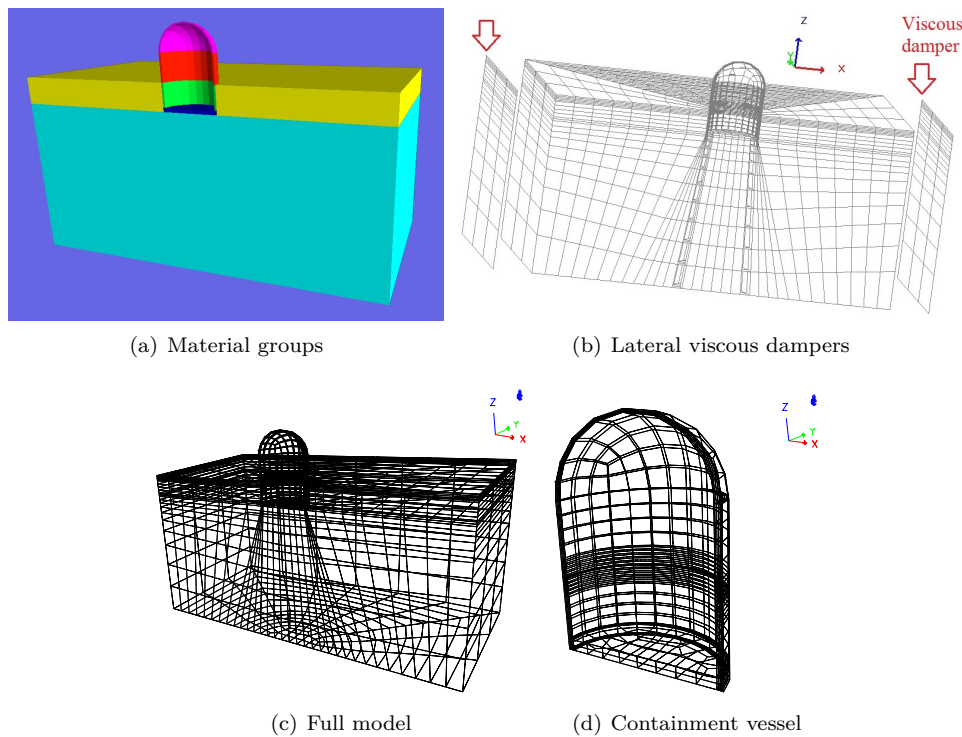 Viscous
damper
Z
Y
X
(a) Material groups
(b) Lateral viscous dampers
Z
Y
X
Z
Y
X
(c) Full model
(d) Containment vessel